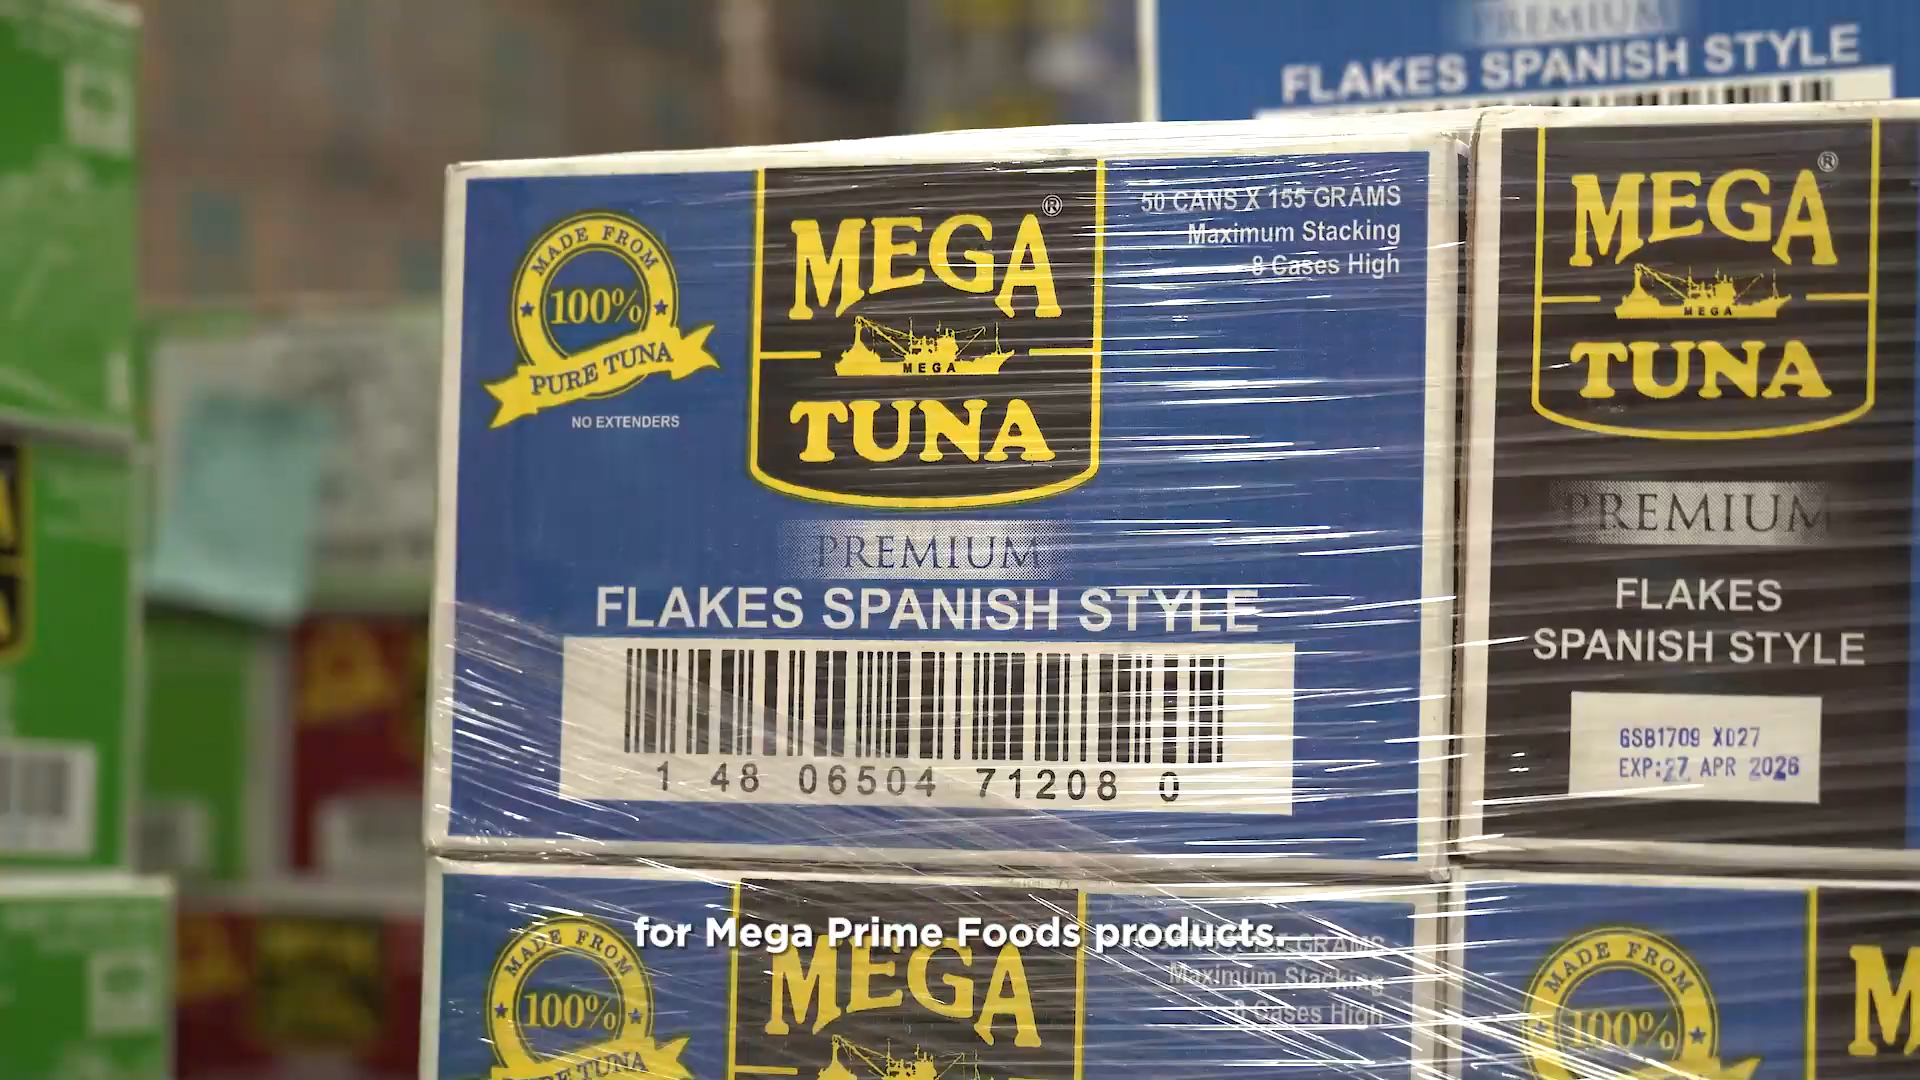 PREMIUM
FLAKES SPANISH STYLE
MADE FROM
100%
PURE TUNA
NO EXTENDERS
MEGA ®
MEGA
TUNA
50 CANS X 155 GRAMS
Maximum Stacking
8 Cases High
PREMIUM
FLAKES SPANISH STYLE
1 48 06504 71208 0
MEGA ®
MEGA
TUNA
PREMIUM
FLAKES
SPANISH STYLE
GSB1709 X027
EXP:27 APR 2026
for Mega Prime Foods products.
MADE FROM
100%
PURE TUNA
MEGA
GRAMS
Maximum Stacking
8 Cases High
MADE FROM
100%
M